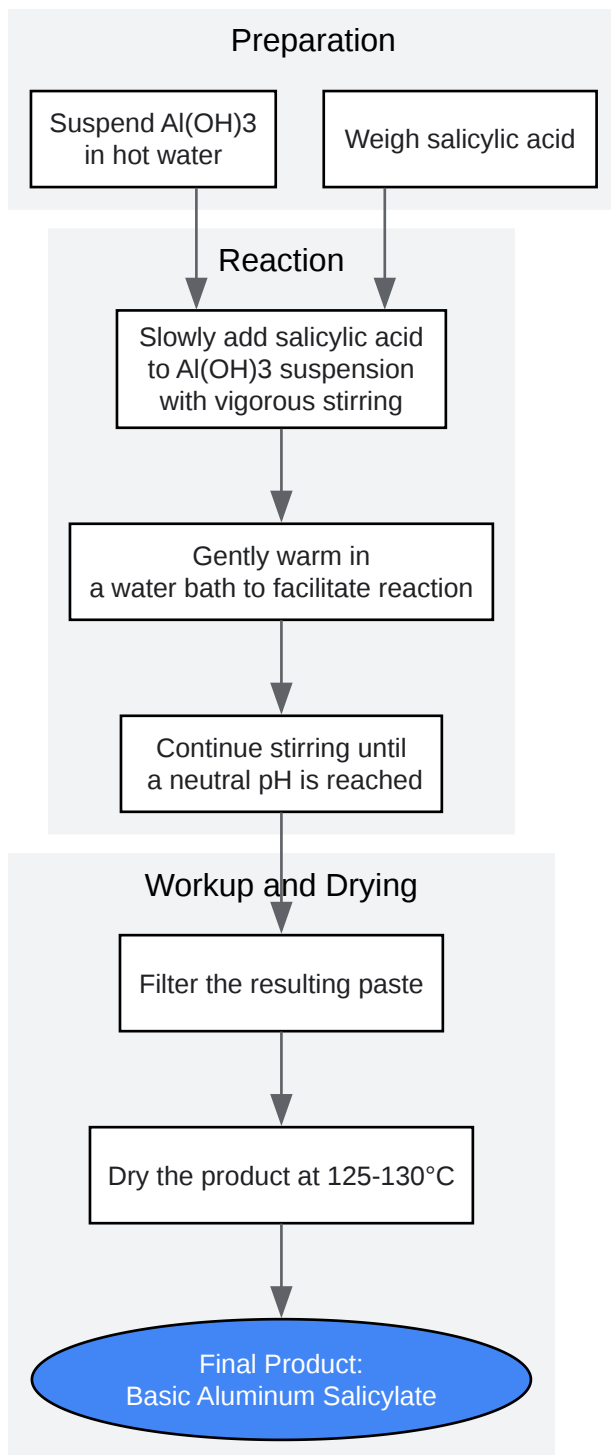 Preparation
Suspend Al(OH)3
in hot water
Weigh salicylic acid
Reaction
Slowly add salicylic acid
to Al(OH)3 suspension
with vigorous stirring
Gently warm in
a water bath to facilitate reaction
Continue stirring until
a neutral pH is reached
Workup and Drying
Filter the resulting paste
Dry the product at 125-130°C
Final Product:
Basic Aluminum Salicylate